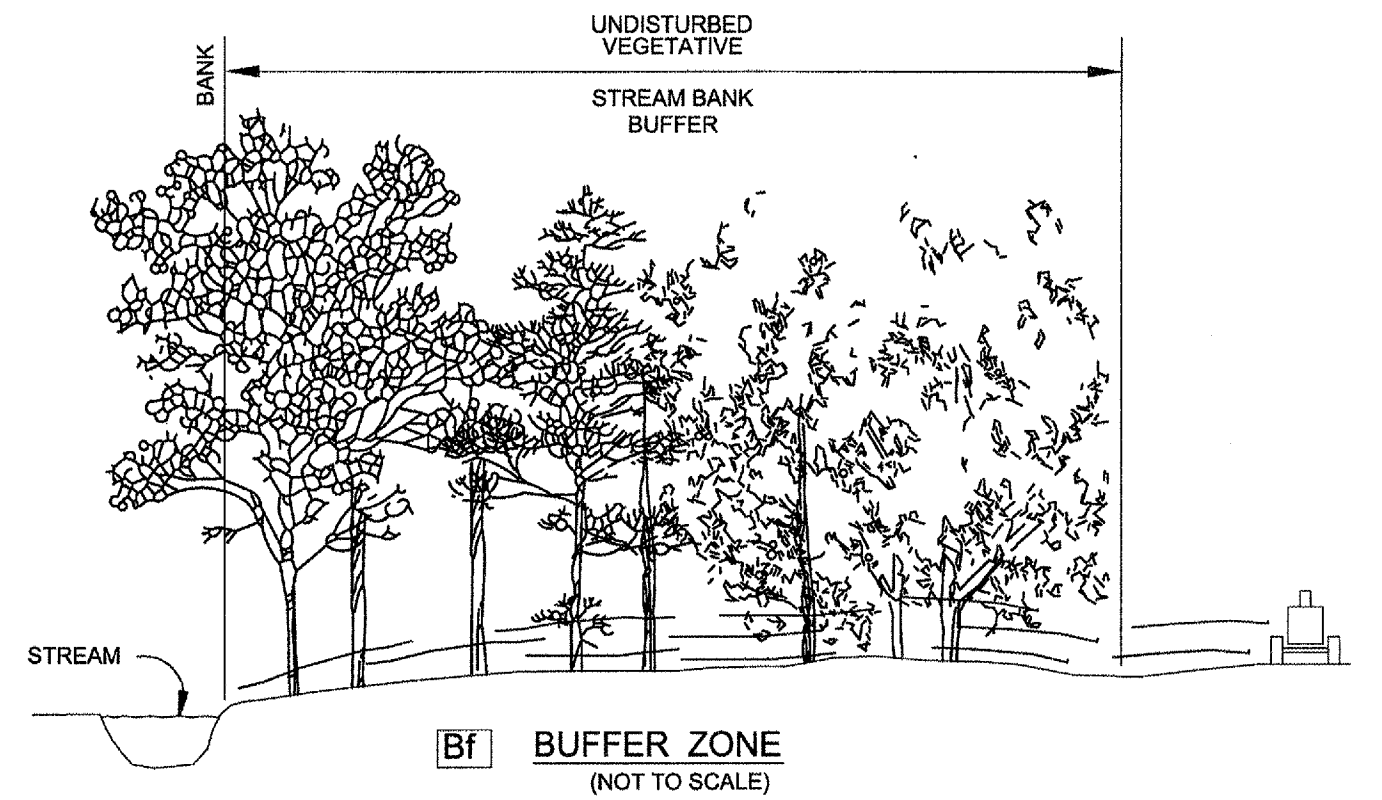 UNDISTURBED
VEGETATIVE
BANK
STREAM BANK
BUFFER
STREAM
Bf BUFFER ZONE
(NOT TO SCALE)